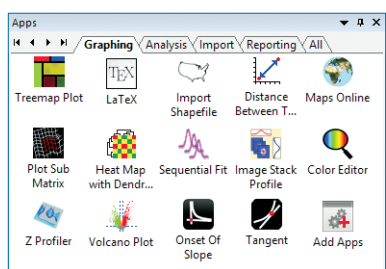 Apps
Graphing Analysis Import Reporting All
TEX
Treemap Plot LaTeX Import Shapefile Distance Between T... Maps Online
Plot Sub Matrix Heat Map with Dendr... Sequential Fit Image Stack Profile Color Editor
Z Profiler Volcano Plot Onset Of Slope Tangent Add Apps